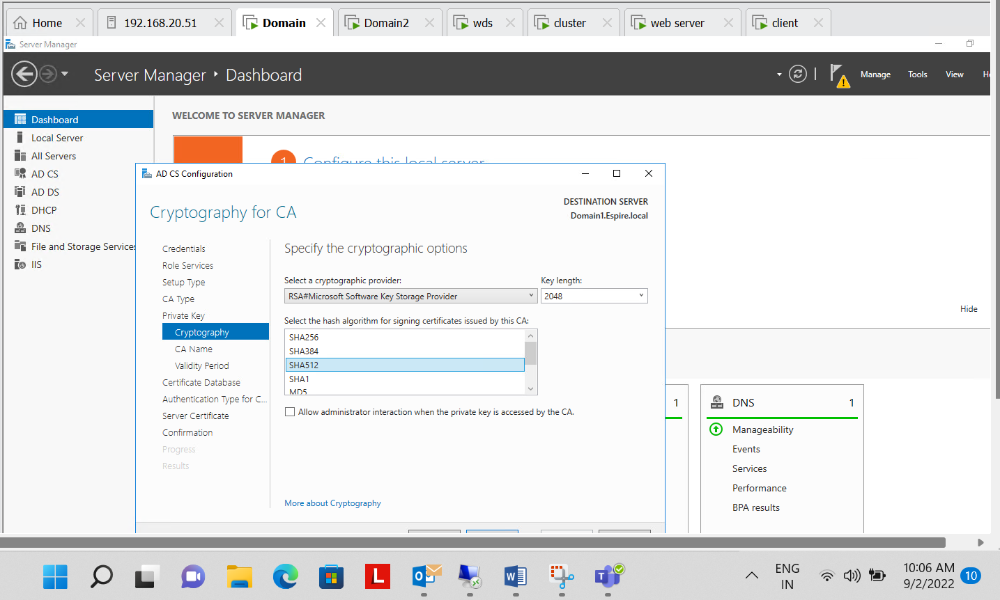 Home
192.168.20.51
Domain
Domain2
wds
cluster
web server
client
Server Manager
Server Manager
Dashboard
Manage
Tools
View
He
Dashboard
Local Server
All Servers
AD CS
AD DS
DHCP
DNS
File and Storage Services
IIS
WELCOME TO SERVER MANAGER
1
Configure this local server
Hide
AD CS Configuration
Cryptography for CA
DESTINATION SERVER
Domain1.Espire.local
Credentials
Role Services
Setup Type
CA Type
Private Key
Cryptography
CA Name
Validity Period
Certificate Database
Authentication Type for C...
Server Certificate
Confirmation
Progress
Results
Specify the cryptographic options
Select a cryptographic provider:
Key length:
RSA#Microsoft Software Key Storage Provider
2048
Select the hash algorithm for signing certificates issued by this CA:
SHA256
SHA384
SHA512
SHA1
MD5
Allow administrator interaction when the private key is accessed by the CA.
More about Cryptography
1
DNS 1
Manageability
Events
Services
Performance
BPA results
L
O
W
T
ENG
IN
10:06 AM
9/2/2022
10